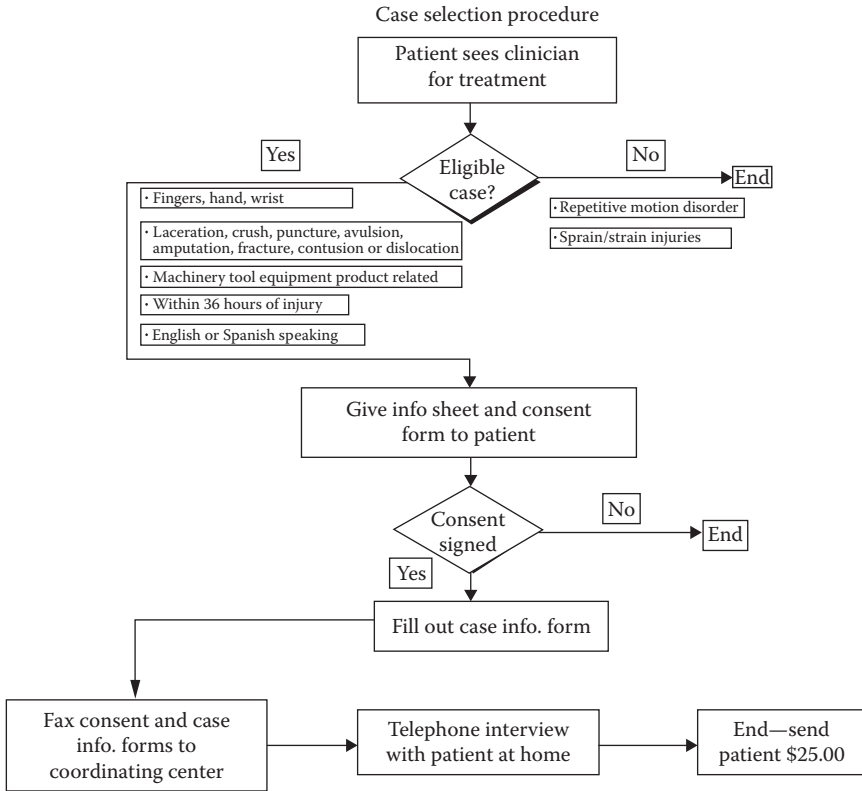 Case selection procedure
Patient sees clinician
for treatment
Yes
No
Eligible
case?
End
· Fingers, hand, wrist
· Laceration, crush, puncture, avulsion,
amputation, fracture, contusion or dislocation
· Machinery tool equipment product related
· Within 36 hours of injury
· English or Spanish speaking
· Repetitive motion disorder
· Sprain/strain injuries
Give info sheet and consent
form to patient
Consent
signed
No
End
Yes
Fill out case info. form
Fax consent and case
info. forms to
coordinating center
Telephone interview
with patient at home
End—send
patient $25.00